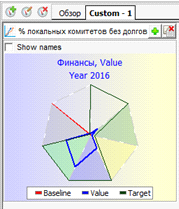 Обзор Custom - 1
% локальных комитетов без долгов
Show names
Финансы, Value
Year 2016
Baseline Value Target